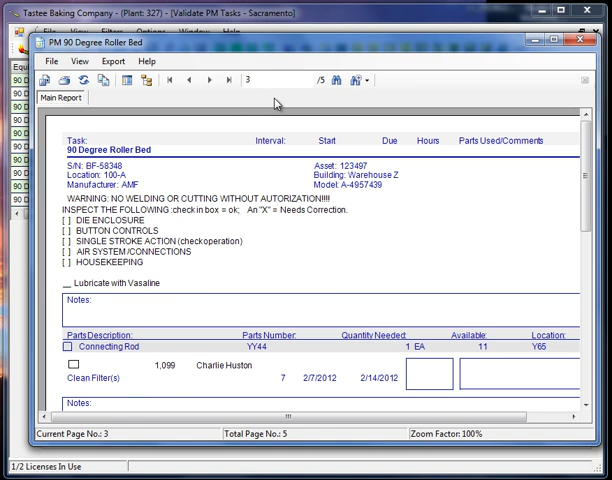 Tastee Baking Company - (Plant: 327) - [Validate PM Tasks - Sacramento]
PM 90 Degree Roller Bed
File View Export Help
3 /5
Main Report
Task: Interval: Start Due Hours Parts Used/Comments
90 Degree Roller Bed
S/N: BF-58348 Asset: 123497
Location: 100-A Building: Warehouse Z
Manufacturer: AMF Model: A-4957439
WARNING: NO WELDING OR CUTTING WITHOUT AUTORIZATION!!!!
INSPECT THE FOLLOWING :check in box = ok; An "X" = Needs Correction.
[ ] DIE ENCLOSURE
[ ] BUTTON CONTROLS
[ ] SINGLE STROKE ACTION (check operation)
[ ] AIR SYSTEM /CONNECTIONS
[ ] HOUSEKEEPING
__ Lubricate with Vasaline
Notes:
Parts Description: Parts Number: Quantity Needed: Available: Location:
Connecting Rod YY44 1 EA 11 Y65
1,099 Charlie Huston
Clean Filter(s) 7 2/7/2012 2/14/2012
Notes:
Current Page No.: 3 Total Page No.: 5 Zoom Factor: 100%
1/2 Licenses In Use